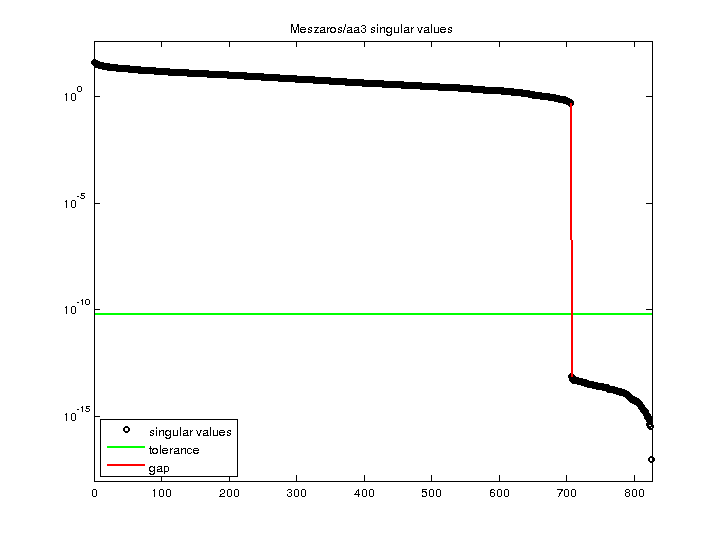 Meszaros/aa3 singular values
10^0
10^-5
10^-10
10^-15
singular values
tolerance
gap
0 100 200 300 400 500 600 700 800